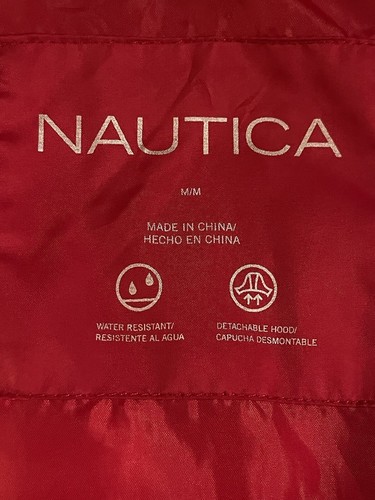 NAUTICA
M/M
MADE IN CHINA/
HECHO EN CHINA
WATER RESISTANT/
RESISTENTE AL AGUA
DETACHABLE HOOD/
CAPUCHA DESMONTABLE